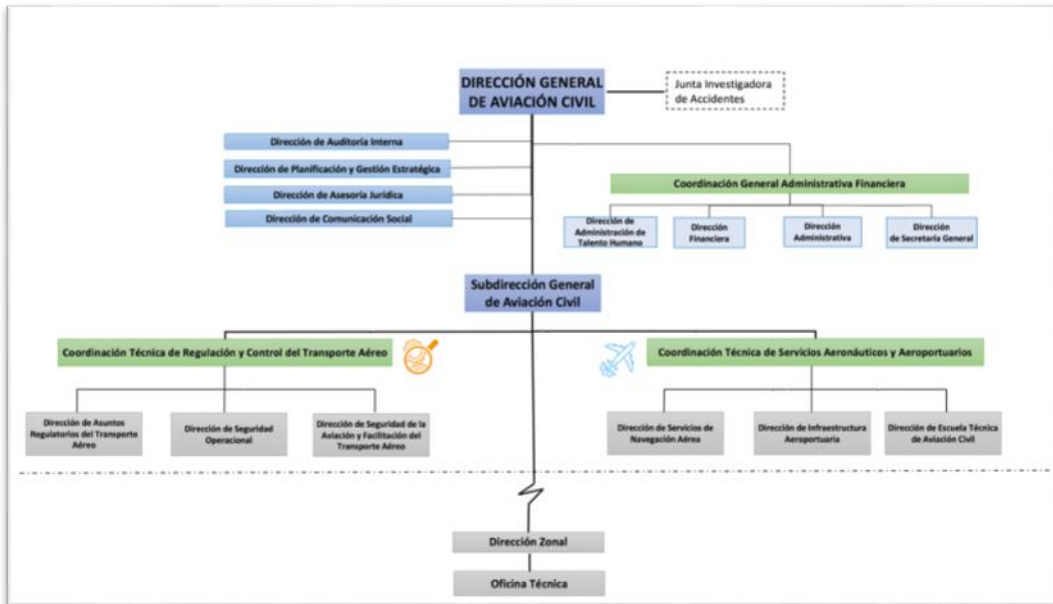 DIRECCIÓN GENERAL
DE AVIACIÓN CIVIL
Junta Investigadora
de Accidentes
Dirección de Auditoría Interna
Dirección de Planificación y Gestión Estratégica
Dirección de Asesoría Jurídica
Dirección de Comunicación Social
Coordinación General Administrativa Financiera
Dirección de
Administración de
Talento Humano
Dirección
Financiera
Dirección
Administrativa
Dirección
de Secretaría General
Subdirección General
de Aviación Civil
Coordinación Técnica de Regulación y Control del Transporte Aéreo
Coordinación Técnica de Servicios Aeronáuticos y Aeroportuarios
Dirección de Asuntos
Regulatorios del Transporte
Aéreo
Dirección de Seguridad
Operacional
Dirección de Seguridad de la
Aviación y Facilitación del
Transporte Aéreo
Dirección de Servicios de
Navegación Aérea
Dirección de Infraestructura
Aeroportuaria
Dirección de Escuela Técnica
de Aviación Civil
Dirección Zonal
Oficina Técnica